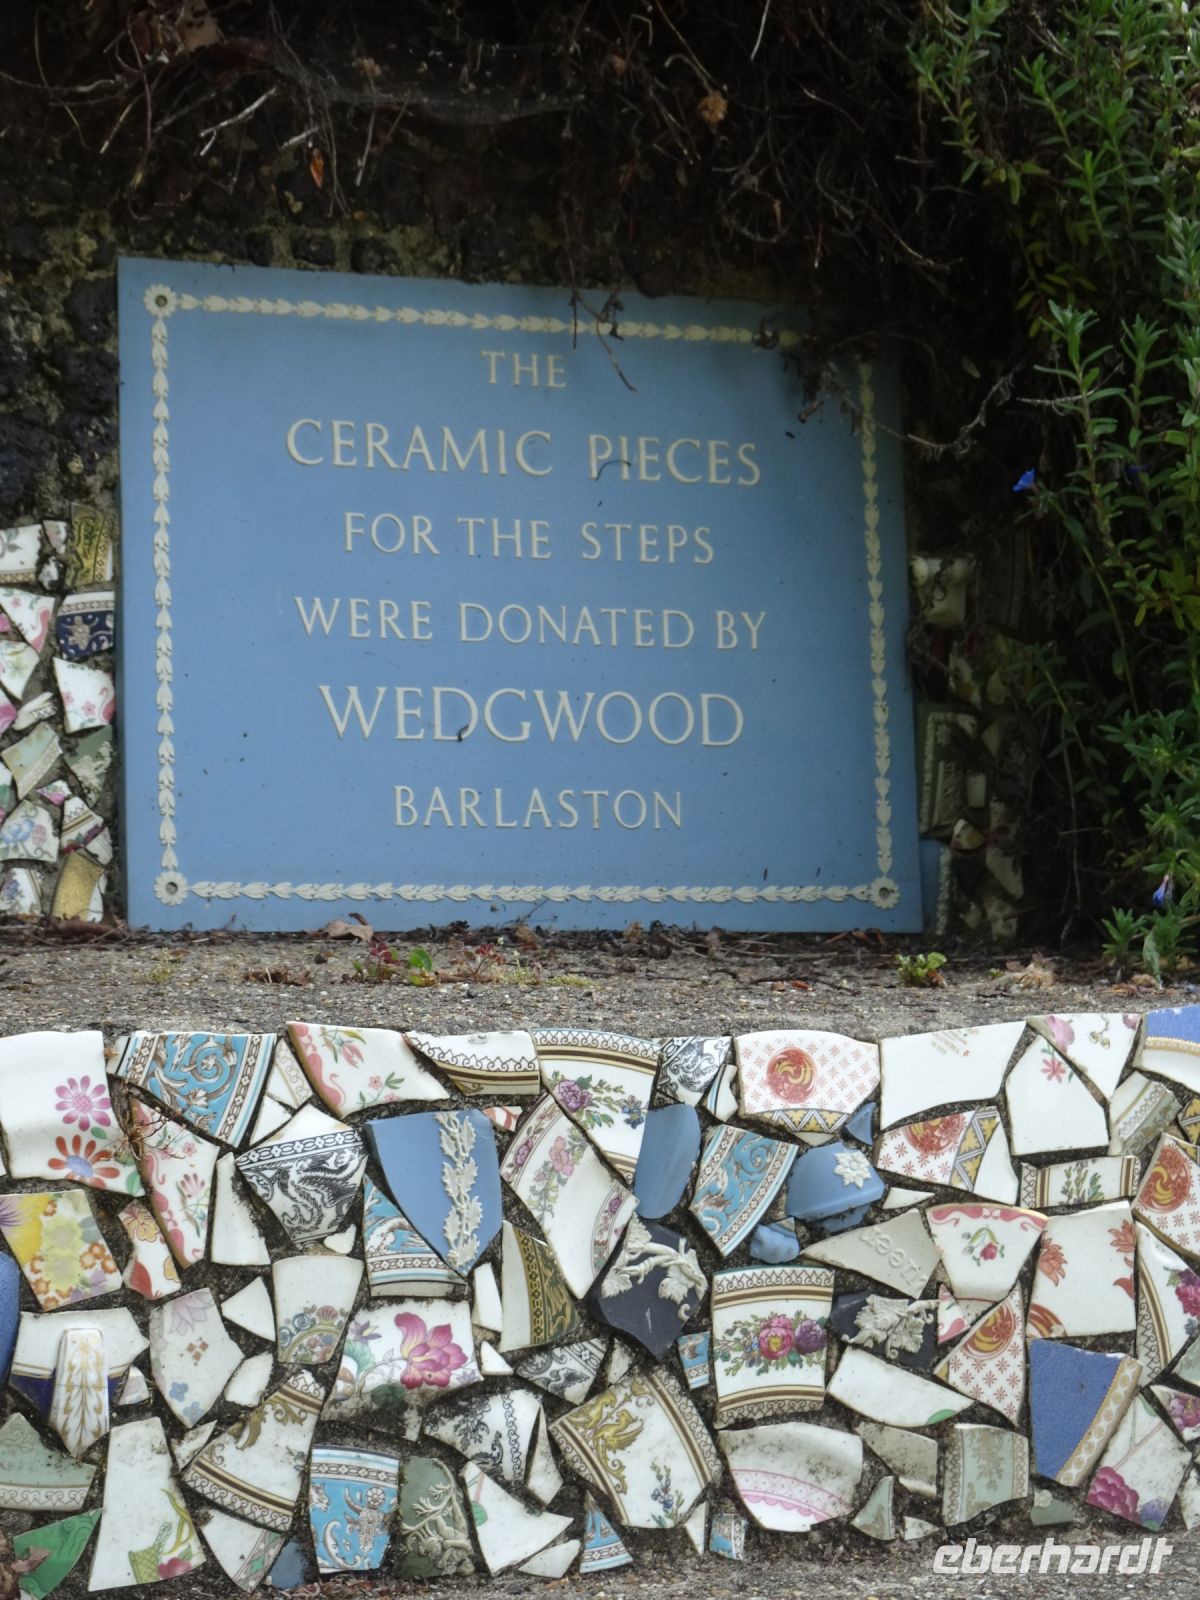 THE
CERAMIC PIECES
FOR THE STEPS
WERE DONATED BY
WEDGWOOD
BARLASTON
eberhardt